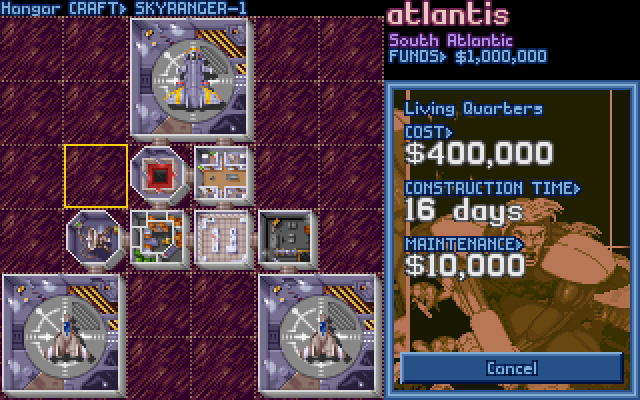 Hangar CRAFT> SKYRANGER-1
atlantis
South Atlantic
FUNDS> $1,000,000
Living Quarters
COST>
$400,000
CONSTRUCTION TIME>
16 days
MAINTENANCE>
$10,000
Cancel